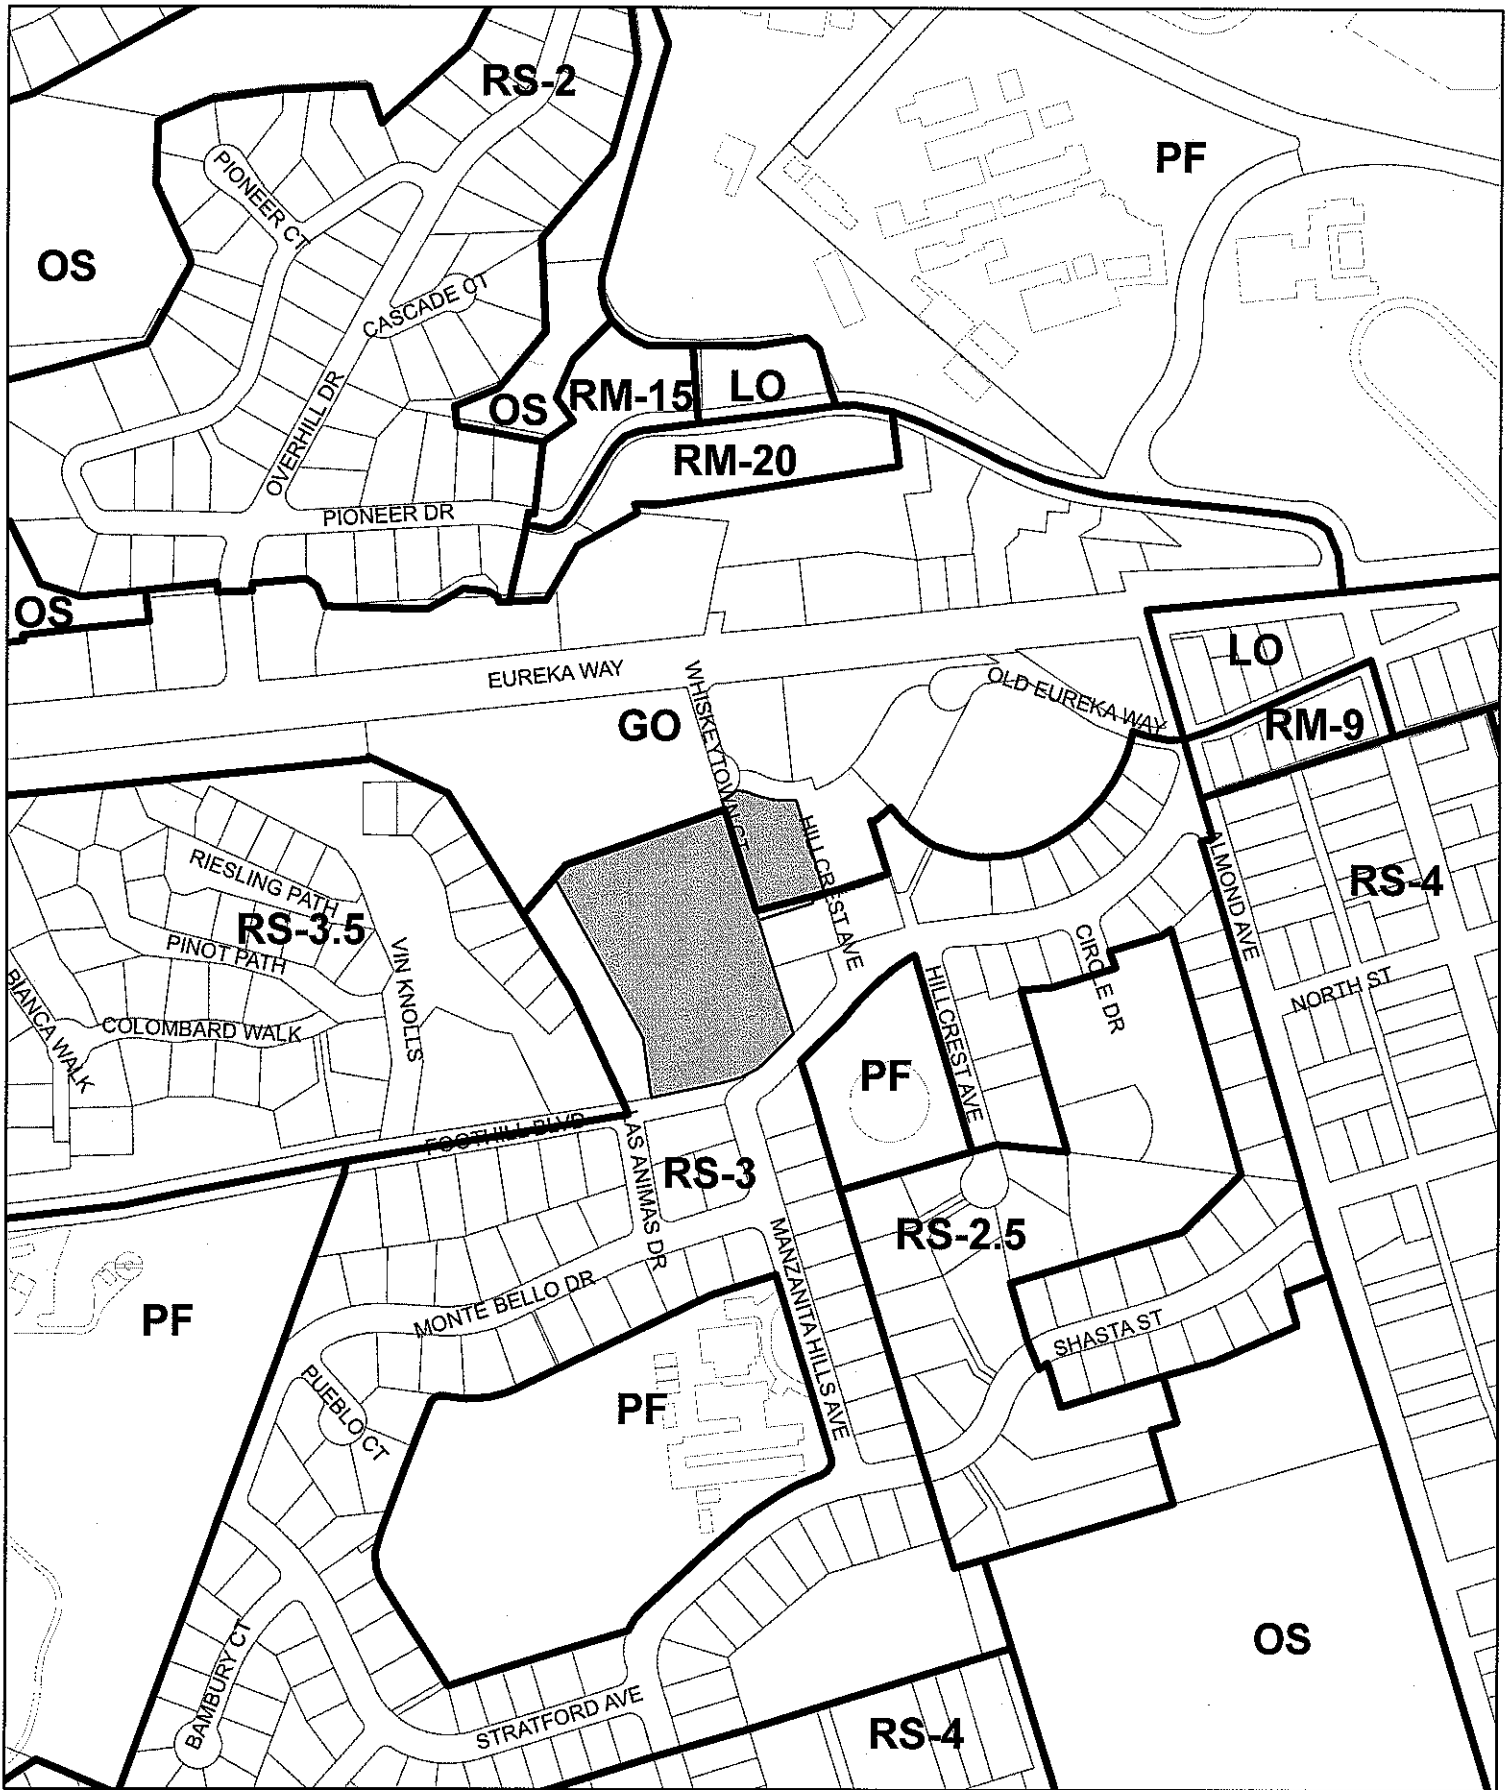 RS-2
PF
PIONEER CT
OS
CASCADE CT
RM-15
LO
OS
OVERHILL DR
RM-20
PIONEER DR
OS
LO
EUREKA WAY
WHISKEYTOWN CT
OLD EUREKA WAY
GO
RM-9
HILLCREST AVE
ALMOND AVE
RS-4
RIESLING PATH
RS-3.5
PINOT PATH
VIN KNOLLS
BIANCA WALK
COLOMBARD WALK
CIRCLE DR
NORTH ST
HILLCREST AVE
PF
FOOTHILL BLVD
AS ANIMAS DR
RS-3
RS-2.5
MANZANITA HILLS AVE
MONTE BELLO DR
PF
SHASTA ST
PUEBLO CT
PF
BAMBURY CT
STRATFORD AVE
OS
RS-4